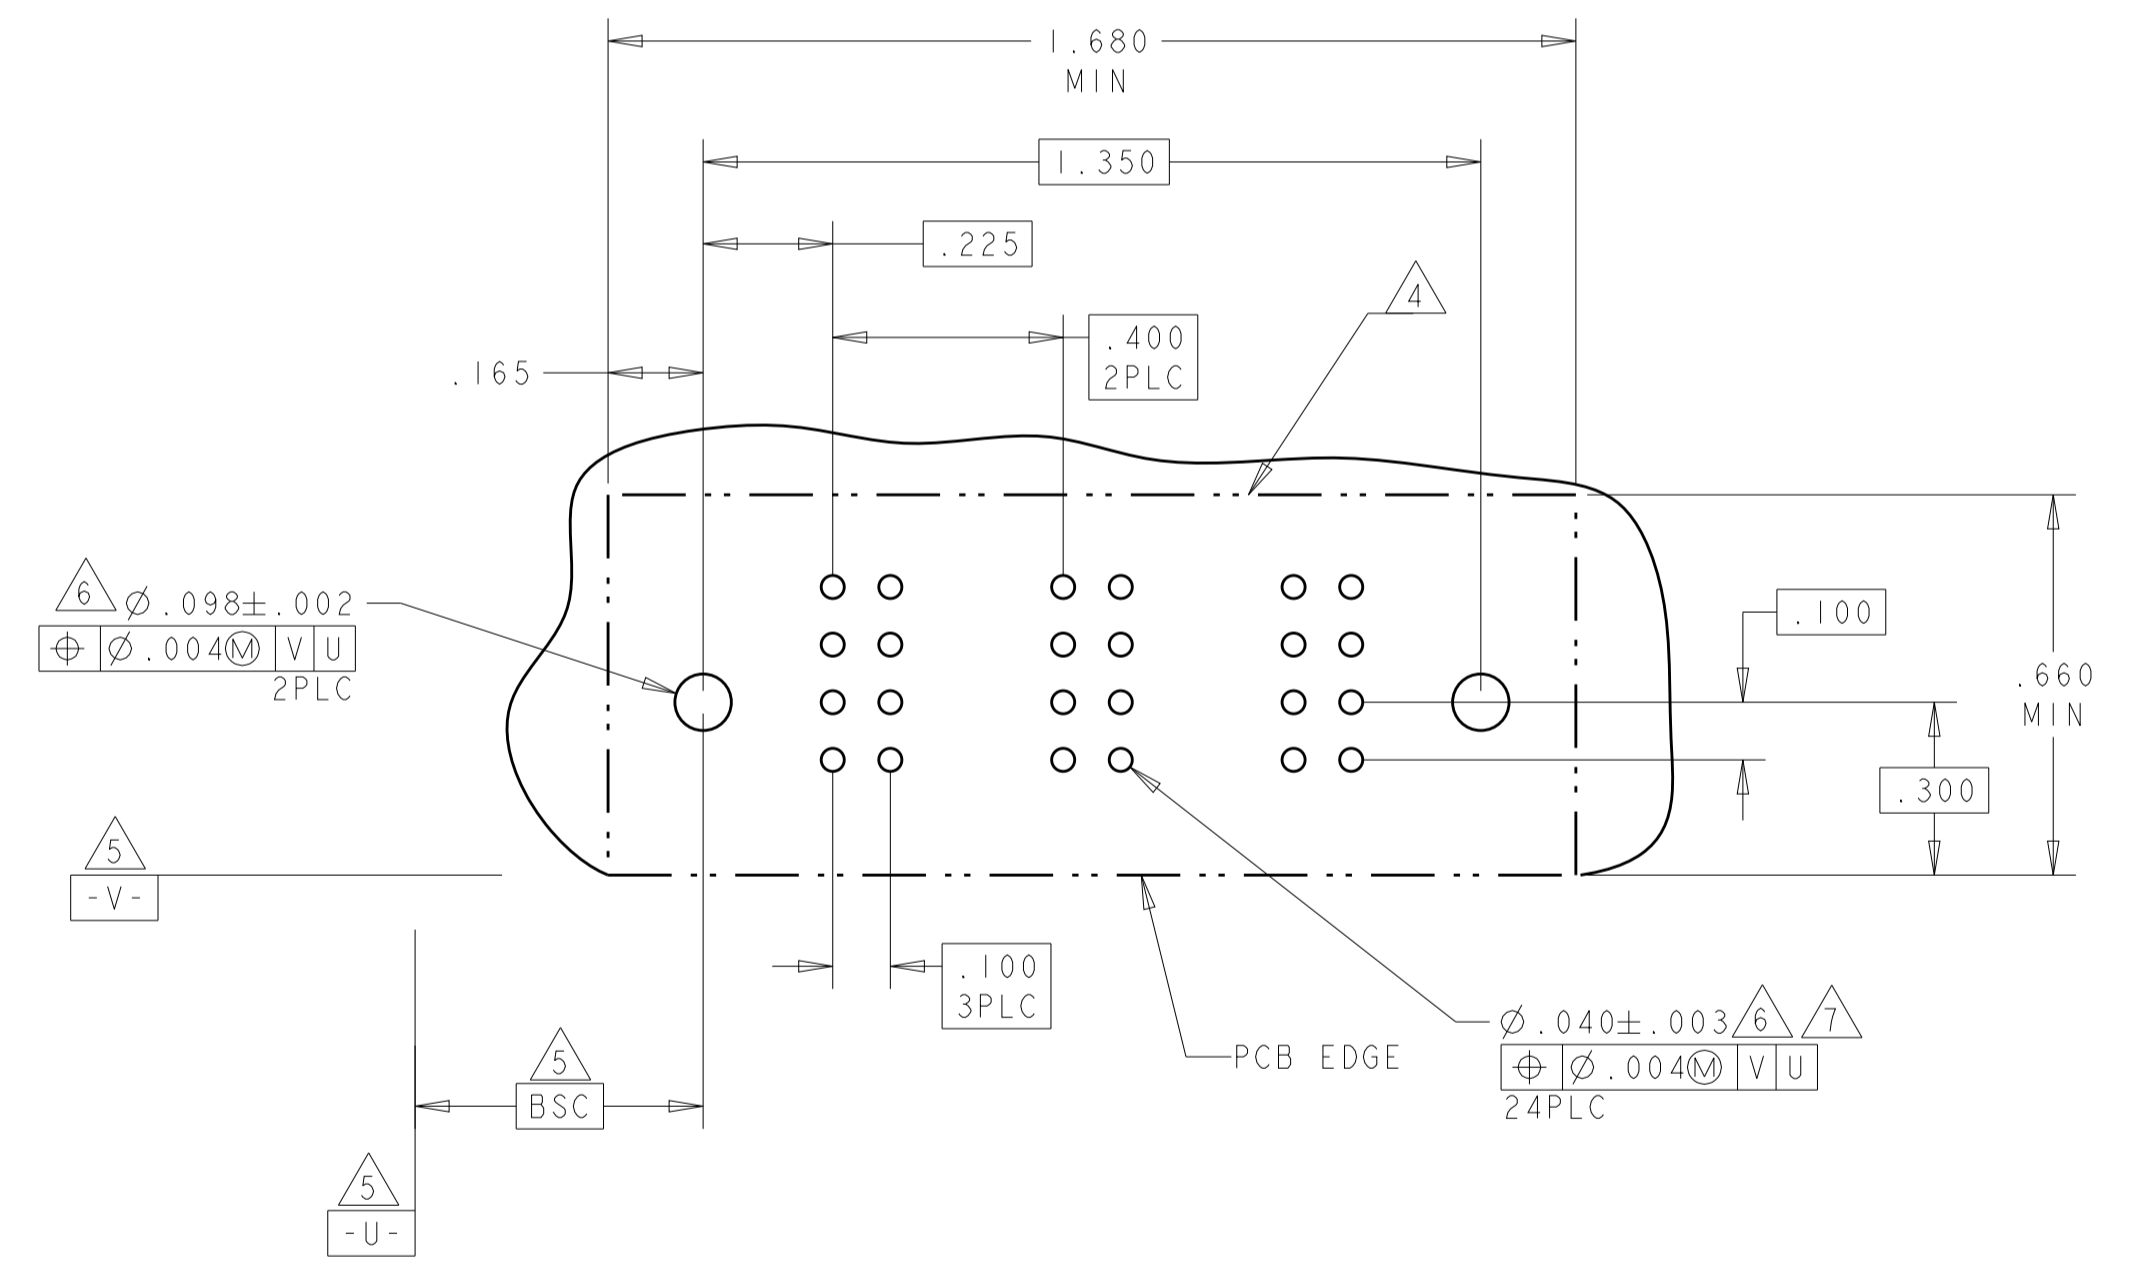 1.680
MIN
1.350
.225
4
.400
2PLC
.165
6 Ø.098±.002
⌖ Ø.004Ⓜ V U
2PLC
.100
.660
MIN
.300
5
-V-
.100
3PLC
Ø.040±.003 6 7
⌖ Ø.004Ⓜ V U
24PLC
PCB EDGE
5
BSC
5
-U-